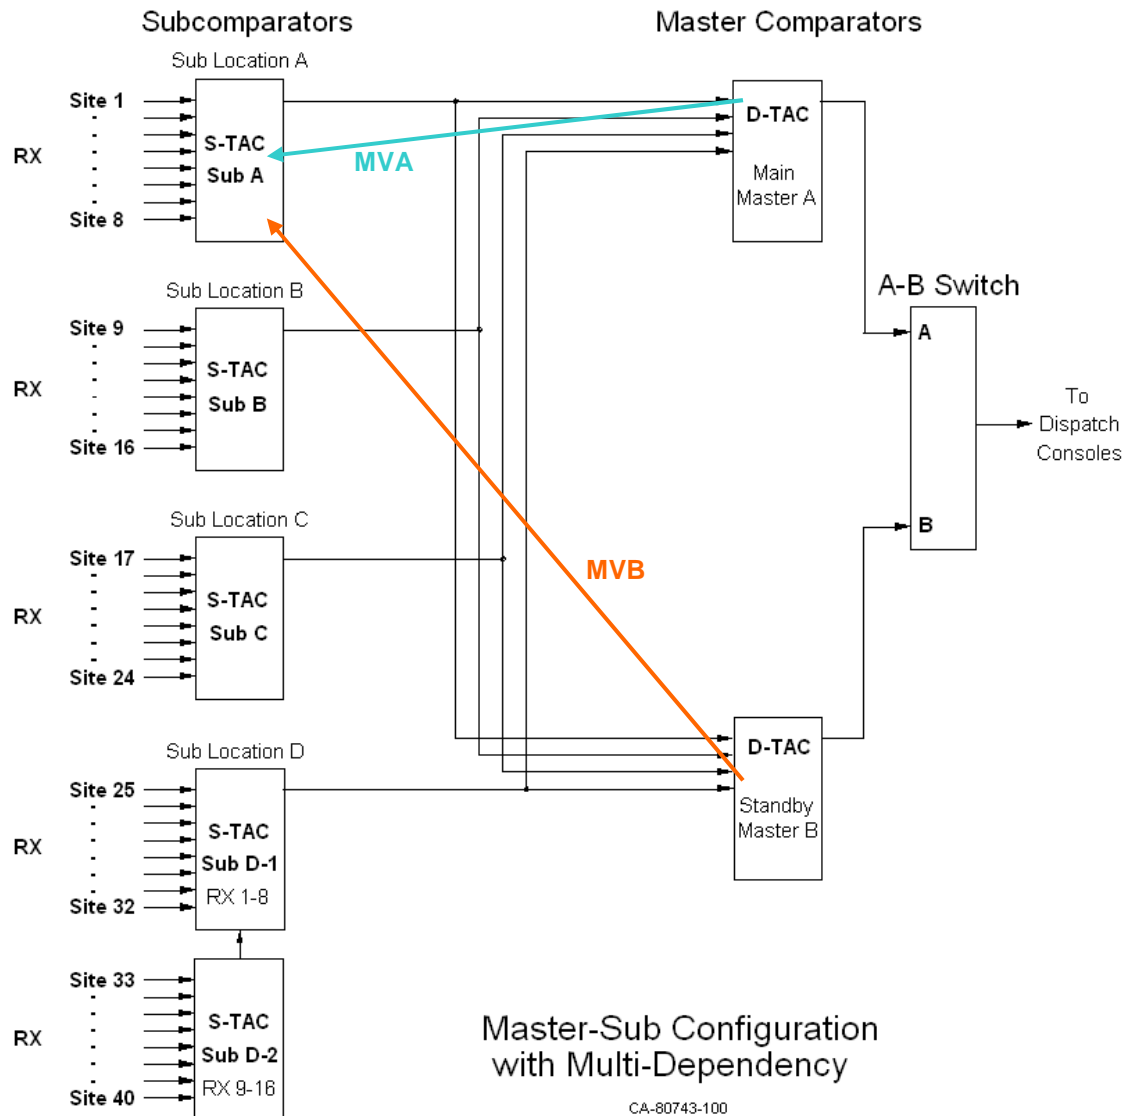 Subcomparators
Master Comparators
Sub Location A
Site 1
RX
Site 8
S-TAC
Sub A
MVA
D-TAC
Main
Master A
Sub Location B
Site 9
RX
Site 16
S-TAC
Sub B
A-B Switch
A
B
To
Dispatch
Consoles
Sub Location C
Site 17
RX
Site 24
S-TAC
Sub C
MVB
Sub Location D
Site 25
RX
Site 32
S-TAC
Sub D-1
RX 1-8
D-TAC
Standby
Master B
Site 33
RX
Site 40
S-TAC
Sub D-2
RX 9-16
Master-Sub Configuration
with Multi-Dependency
CA-80743-100